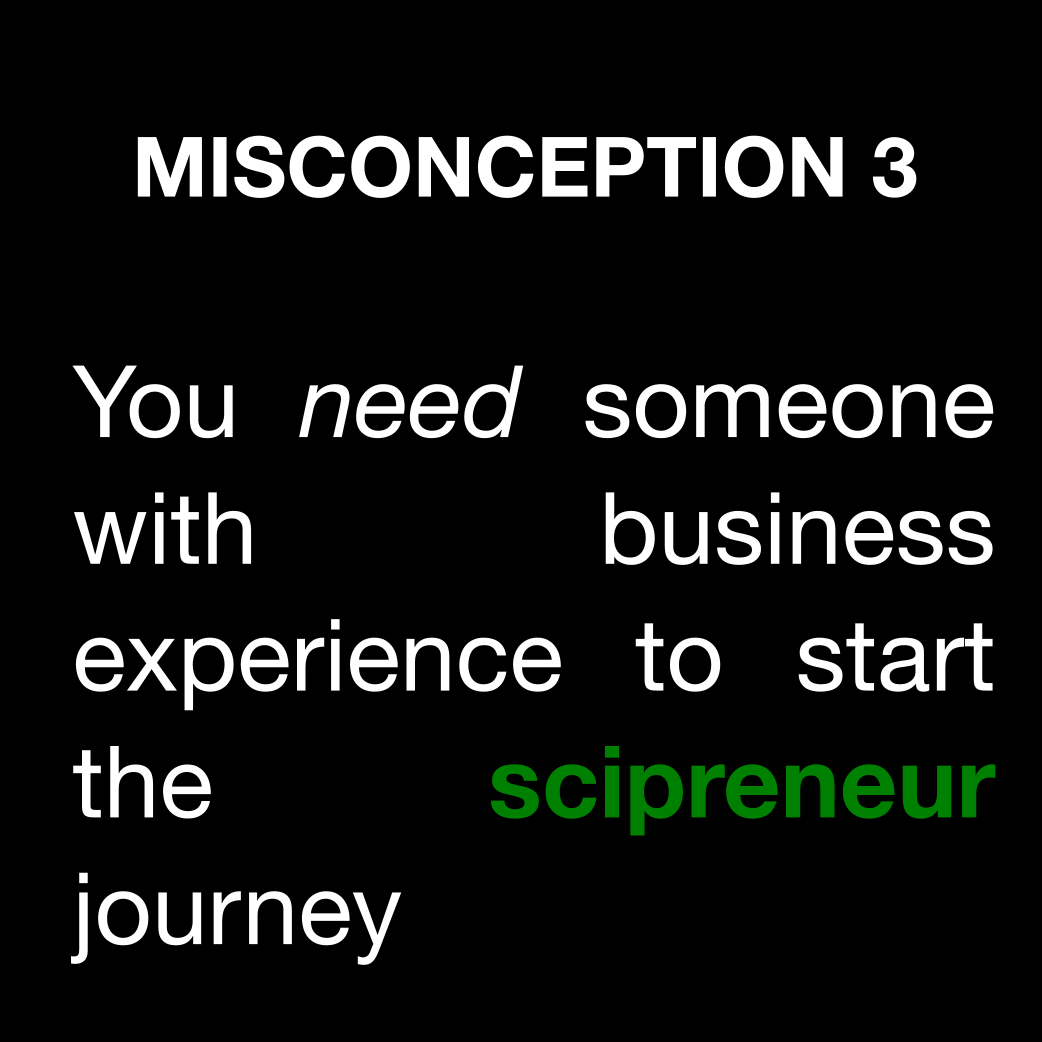 MISCONCEPTION 3
You need someone
with business
experience to start
the scipreneur
journey